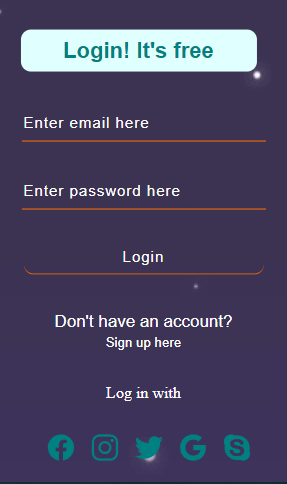 Login! It's free
Enter email here
Enter password here
Login
Don't have an account?
Sign up here
Log in with